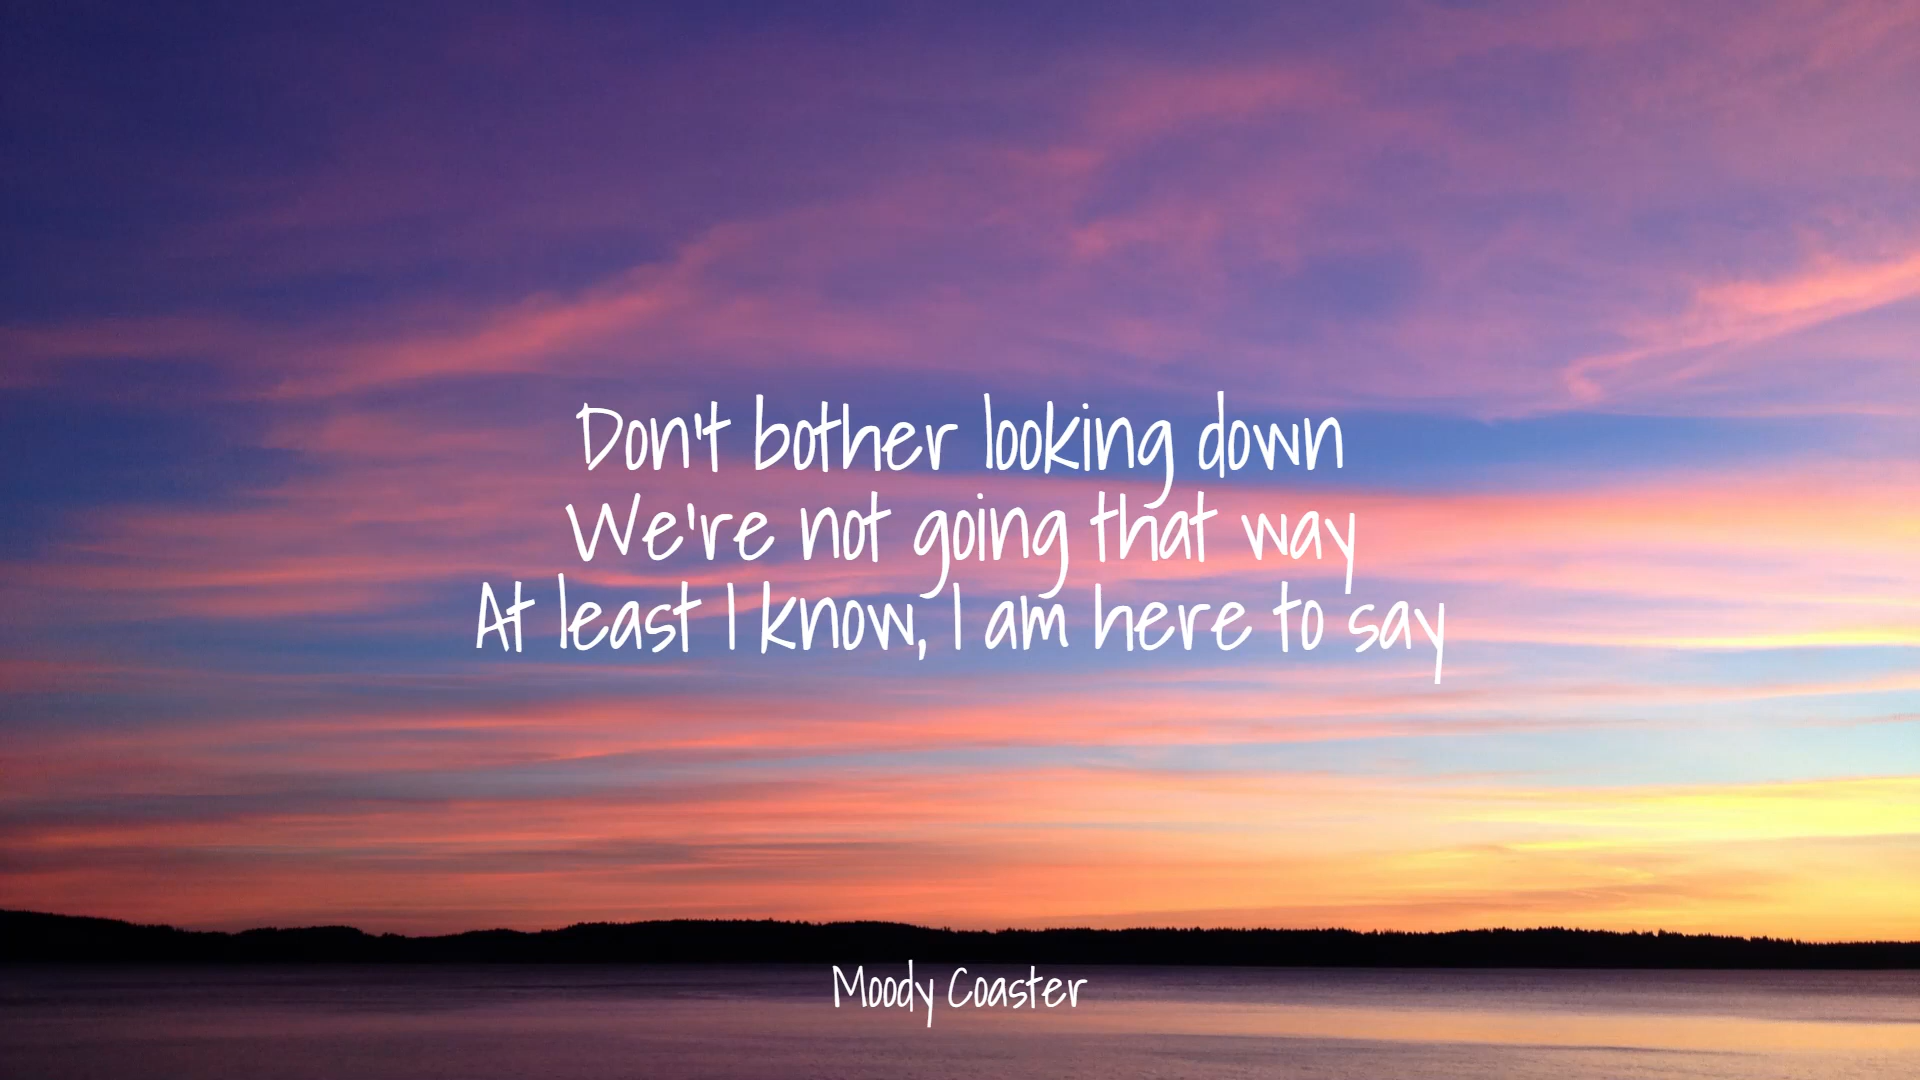 Don't bother looking down
We're not going that way
At least I know, I am here to say
Moody Coaster